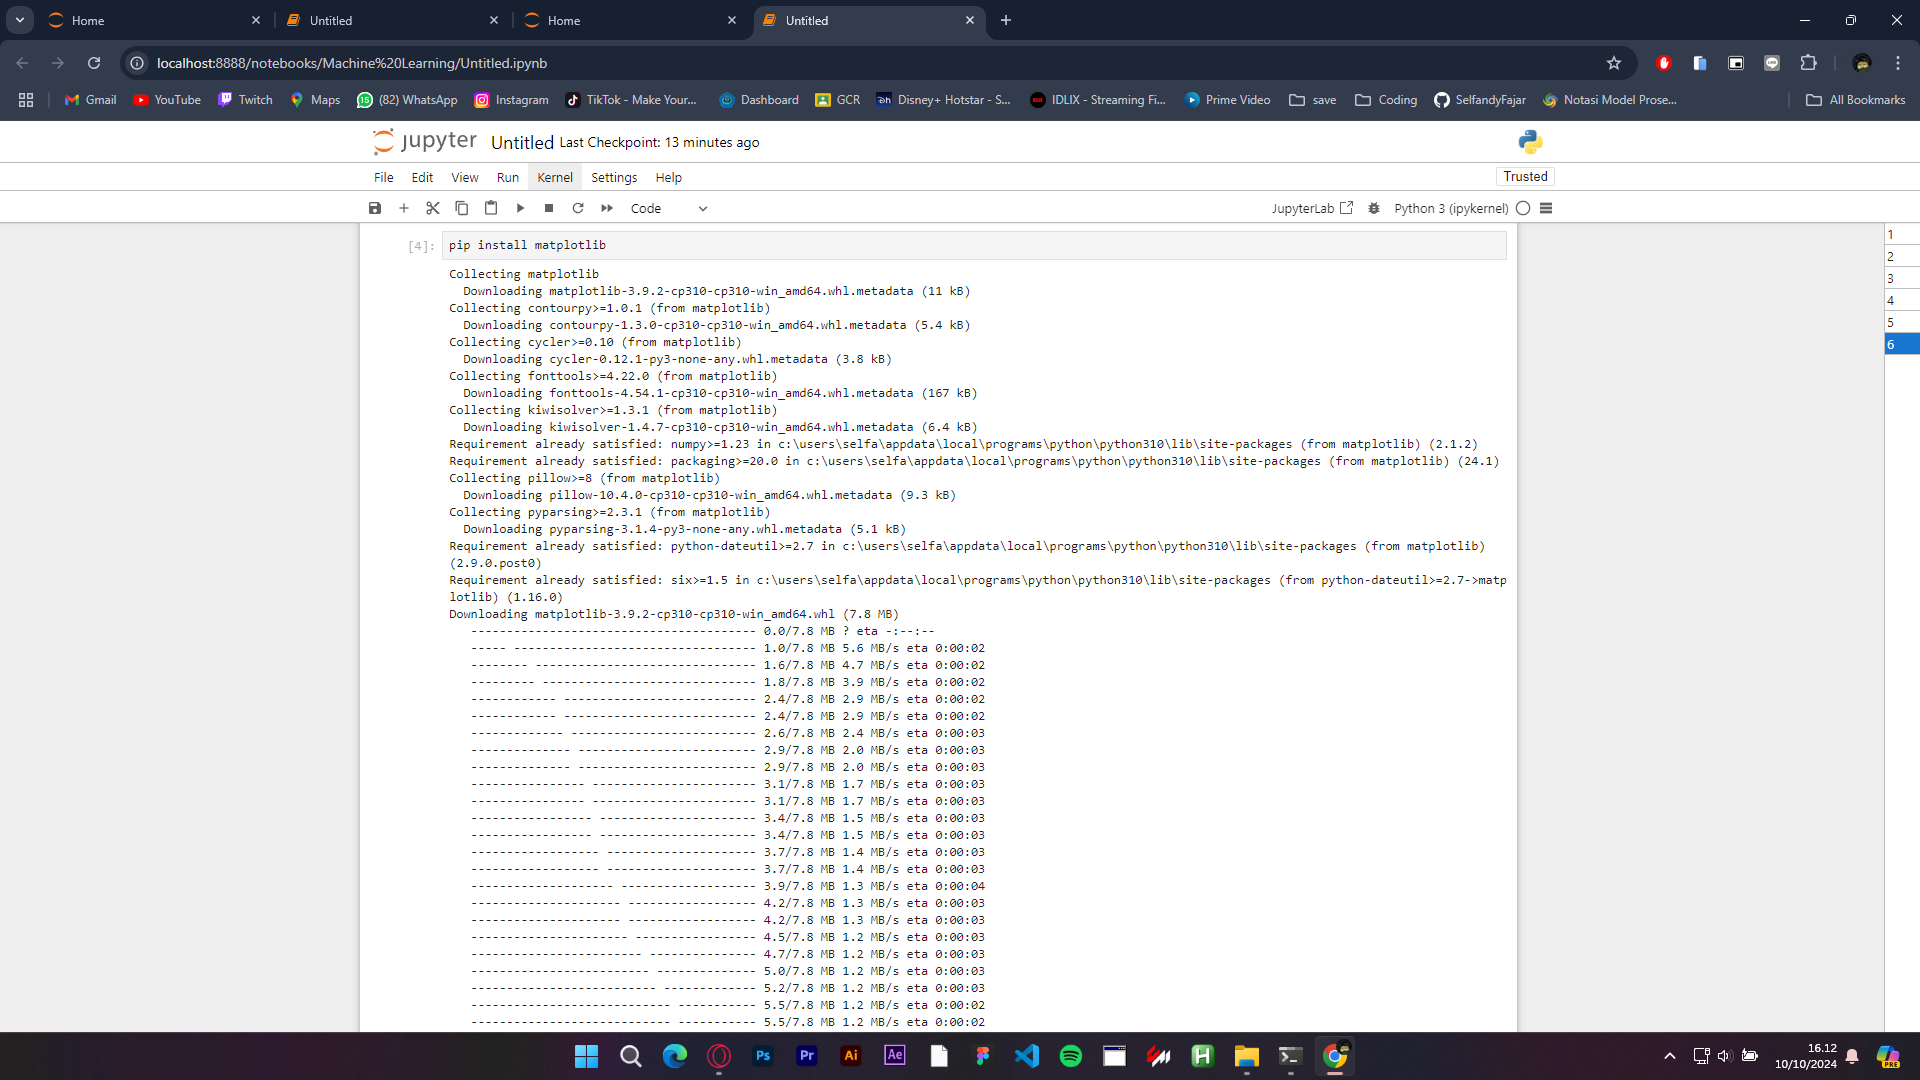 Home
Untitled
Home
Untitled
localhost:8888/notebooks/Machine%20Learning/Untitled.ipynb
Gmail
YouTube
Twitch
Maps
(82) WhatsApp
Instagram
TikTok - Make Your...
Dashboard
GCR
Disney+ Hotstar - S...
IDLIX - Streaming Fi...
Prime Video
save
Coding
SelfandyFajar
Notasi Model Prose...
All Bookmarks
jupyter Untitled Last Checkpoint: 13 minutes ago
File Edit View Run Kernel Settings Help
Trusted
Code
JupyterLab
Python 3 (ipykernel)
[4]: pip install matplotlib
Collecting matplotlib
Downloading matplotlib-3.9.2-cp310-cp310-win_amd64.whl.metadata (11 kB)
Collecting contourpy>=1.0.1 (from matplotlib)
Downloading contourpy-1.3.0-cp310-cp310-win_amd64.whl.metadata (5.4 kB)
Collecting cycler>=0.10 (from matplotlib)
Downloading cycler-0.12.1-py3-none-any.whl.metadata (3.8 kB)
Collecting fonttools>=4.22.0 (from matplotlib)
Downloading fonttools-4.54.1-cp310-cp310-win_amd64.whl.metadata (167 kB)
Collecting kiwisolver>=1.3.1 (from matplotlib)
Downloading kiwisolver-1.4.7-cp310-cp310-win_amd64.whl.metadata (6.4 kB)
Requirement already satisfied: numpy>=1.23 in c:\users\selfa\appdata\local\programs\python\python310\lib\site-packages (from matplotlib) (2.1.2)
Requirement already satisfied: packaging>=20.0 in c:\users\selfa\appdata\local\programs\python\python310\lib\site-packages (from matplotlib) (24.1)
Collecting pillow>=8 (from matplotlib)
Downloading pillow-10.4.0-cp310-cp310-win_amd64.whl.metadata (9.3 kB)
Collecting pyparsing>=2.3.1 (from matplotlib)
Downloading pyparsing-3.1.4-py3-none-any.whl.metadata (5.1 kB)
Requirement already satisfied: python-dateutil>=2.7 in c:\users\selfa\appdata\local\programs\python\python310\lib\site-packages (from matplotlib)
(2.9.0.post0)
Requirement already satisfied: six>=1.5 in c:\users\selfa\appdata\local\programs\python\python310\lib\site-packages (from python-dateutil>=2.7->matp
lotlib) (1.16.0)
Downloading matplotlib-3.9.2-cp310-cp310-win_amd64.whl (7.8 MB)
---------------------------------------- 0.0/7.8 MB ? eta -:--:--
----- ---------------------------------- 1.0/7.8 MB 5.6 MB/s eta 0:00:02
-------- ------------------------------- 1.6/7.8 MB 4.7 MB/s eta 0:00:02
--------- ------------------------------ 1.8/7.8 MB 3.9 MB/s eta 0:00:02
------------ --------------------------- 2.4/7.8 MB 2.9 MB/s eta 0:00:02
------------ --------------------------- 2.4/7.8 MB 2.9 MB/s eta 0:00:02
------------- -------------------------- 2.6/7.8 MB 2.4 MB/s eta 0:00:03
-------------- ------------------------- 2.9/7.8 MB 2.0 MB/s eta 0:00:03
-------------- ------------------------- 2.9/7.8 MB 2.0 MB/s eta 0:00:03
---------------- ----------------------- 3.1/7.8 MB 1.7 MB/s eta 0:00:03
---------------- ----------------------- 3.1/7.8 MB 1.7 MB/s eta 0:00:03
----------------- ---------------------- 3.4/7.8 MB 1.5 MB/s eta 0:00:03
----------------- ---------------------- 3.4/7.8 MB 1.5 MB/s eta 0:00:03
------------------ --------------------- 3.7/7.8 MB 1.4 MB/s eta 0:00:03
------------------ --------------------- 3.7/7.8 MB 1.4 MB/s eta 0:00:03
-------------------- ------------------- 3.9/7.8 MB 1.3 MB/s eta 0:00:04
--------------------- ------------------ 4.2/7.8 MB 1.3 MB/s eta 0:00:03
--------------------- ------------------ 4.2/7.8 MB 1.3 MB/s eta 0:00:03
---------------------- ----------------- 4.5/7.8 MB 1.2 MB/s eta 0:00:03
------------------------ --------------- 4.7/7.8 MB 1.2 MB/s eta 0:00:03
------------------------- -------------- 5.0/7.8 MB 1.2 MB/s eta 0:00:03
-------------------------- ------------- 5.2/7.8 MB 1.2 MB/s eta 0:00:03
---------------------------- ----------- 5.5/7.8 MB 1.2 MB/s eta 0:00:02
---------------------------- ----------- 5.5/7.8 MB 1.2 MB/s eta 0:00:02
1
2
3
4
5
6
Ps
Pr
Ai
Ae
H
16.12
10/10/2024
PRE